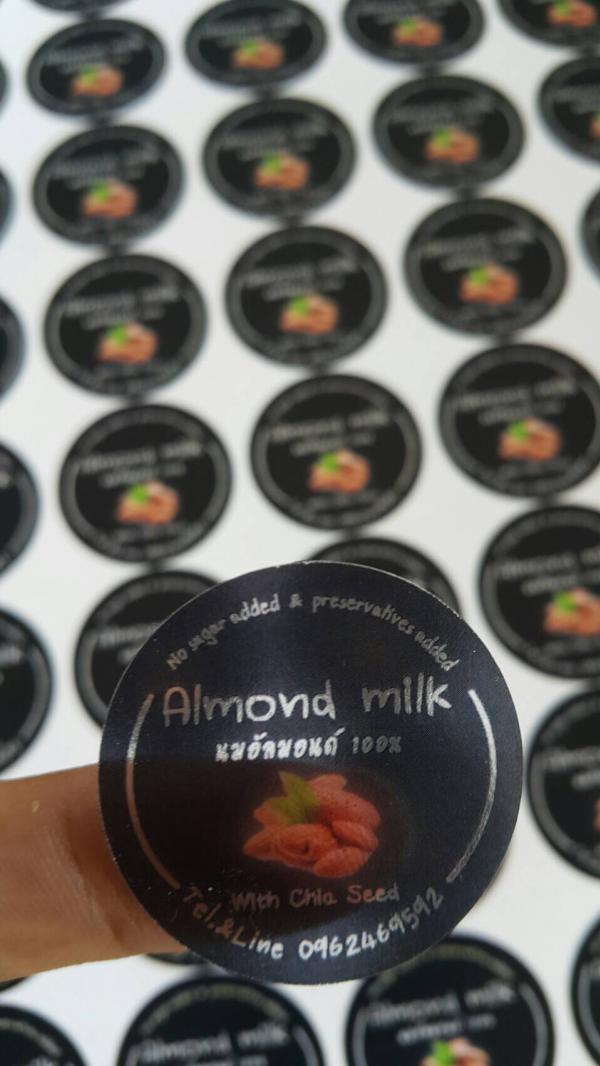 No sugar added & preservatives added
Almond milk
นมอัลมอนด์ 100%
With Chia Seed
Tel.&Line 0962469592